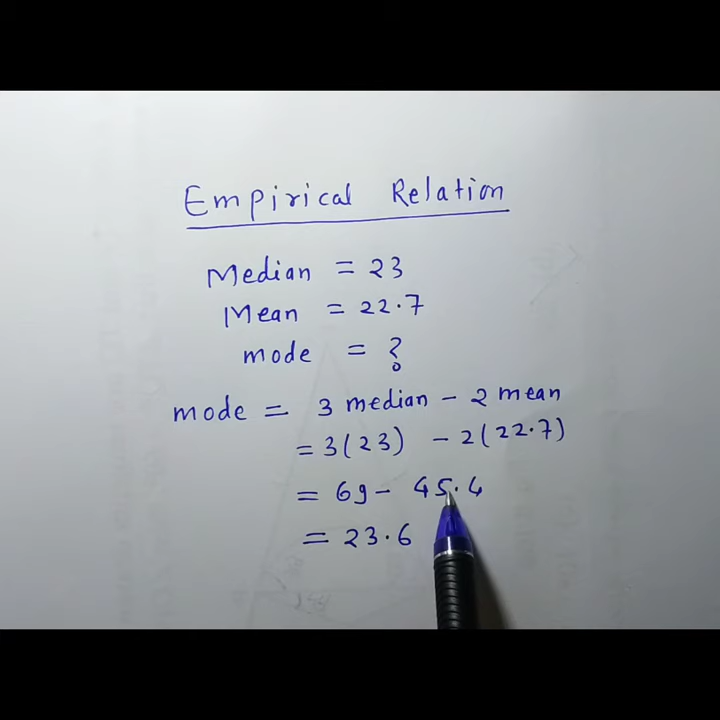 Empirical Relation
Median = 23
Mean = 22.7
mode = ?
mode = 3 median - 2 mean
= 3(23) - 2(22.7)
= 69 - 45.4
= 23.6